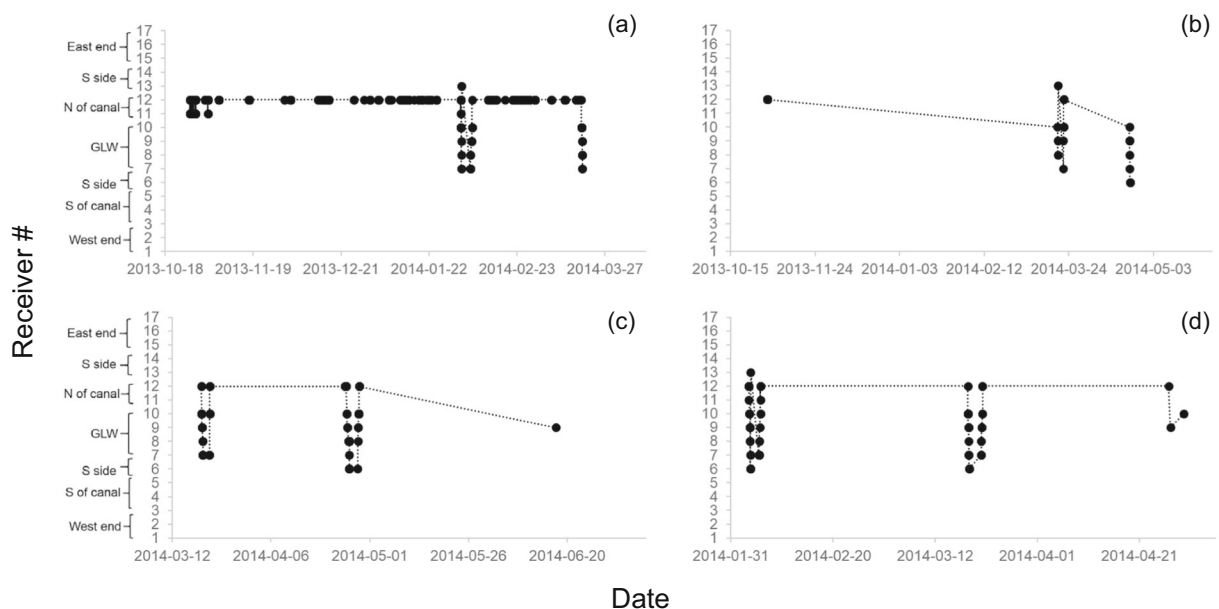 (a)
17
East end
16
15
S side
14
13
N of canal
12
11
10
GLW
9
8
7
S side
6
5
S of canal
4
3
West end
2
1
2013-10-18 2013-11-19 2013-12-21 2014-01-22 2014-02-23 2014-03-27
(b)
17
16
15
14
13
12
11
10
9
8
7
6
5
4
3
2
1
2013-10-15 2013-11-24 2014-01-03 2014-02-12 2014-03-24 2014-05-03
Receiver #
(c)
17
East end
16
15
S side
14
13
N of canal
12
11
10
GLW
9
8
7
S side
6
5
S of canal
4
3
West end
2
1
2014-03-12 2014-04-06 2014-05-01 2014-05-26 2014-06-20
(d)
17
16
15
14
13
12
11
10
9
8
7
6
5
4
3
2
1
2014-01-31 2014-02-20 2014-03-12 2014-04-01 2014-04-21
Date